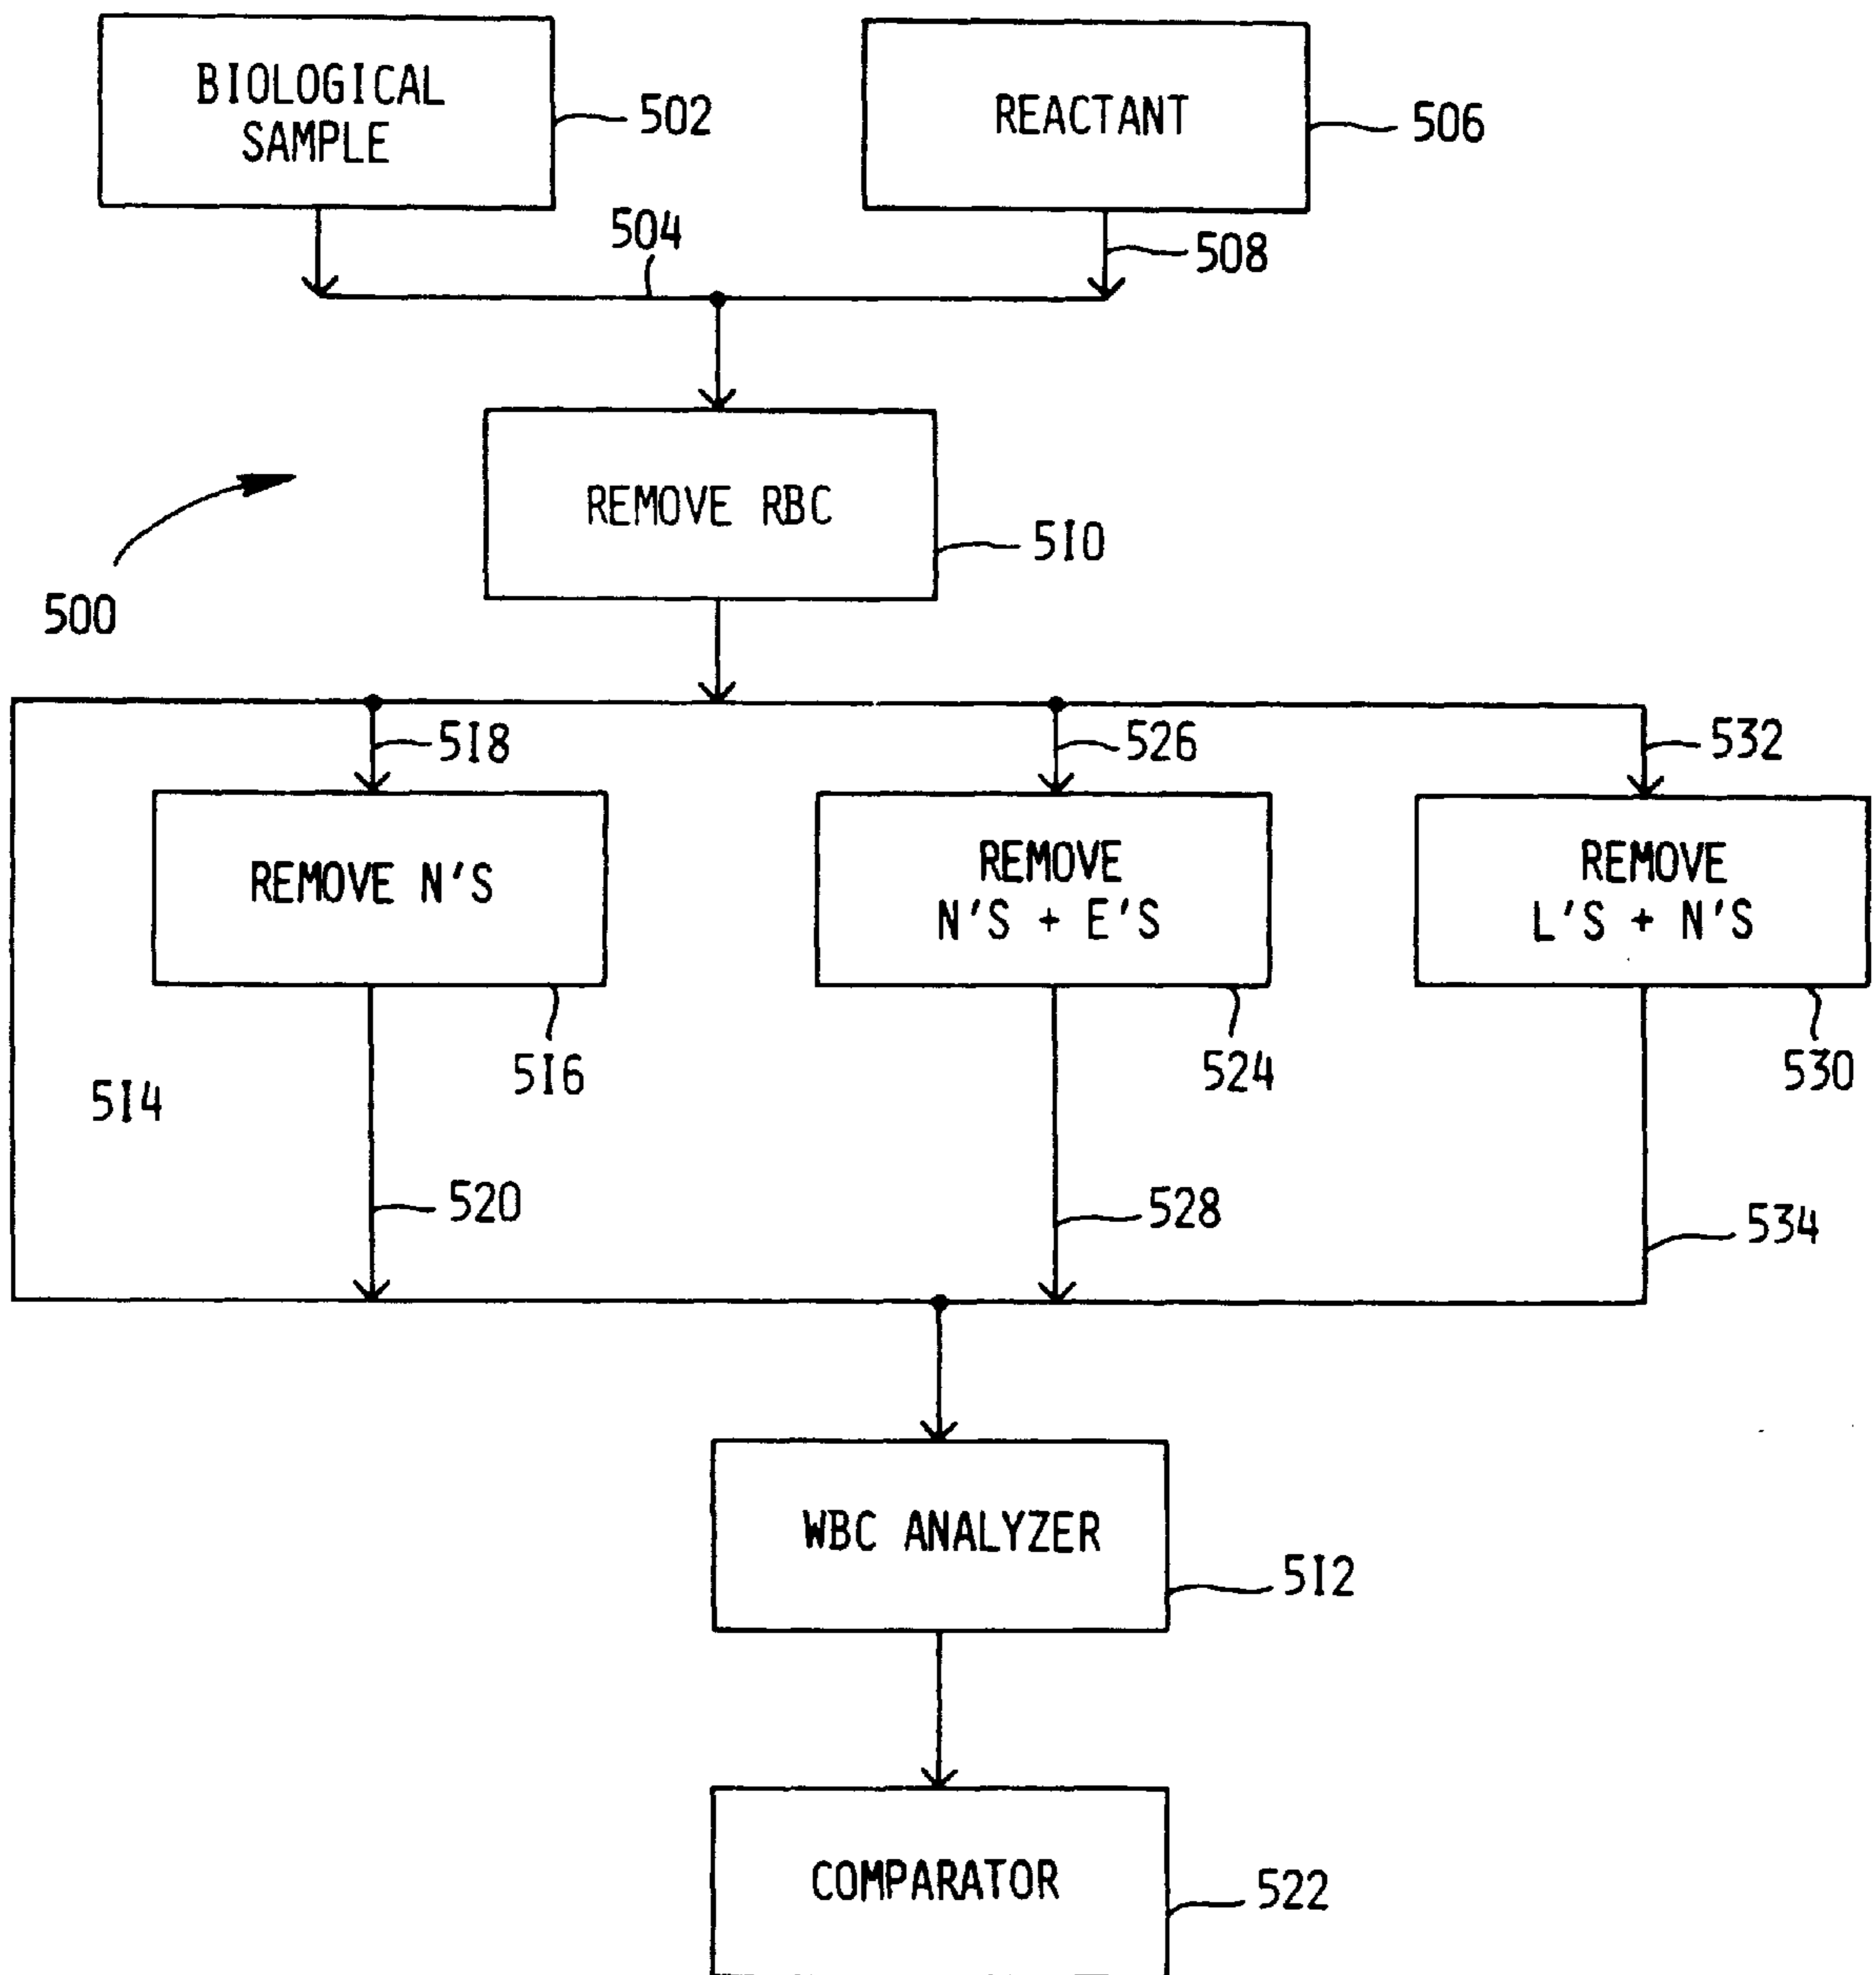 BIOLOGICAL
SAMPLE
502
REACTANT
506
504
508
REMOVE RBC
510
500
518
526
532
REMOVE N'S
REMOVE
N'S + E'S
REMOVE
L'S + N'S
516
524
530
514
520
528
534
WBC ANALYZER
512
COMPARATOR
522